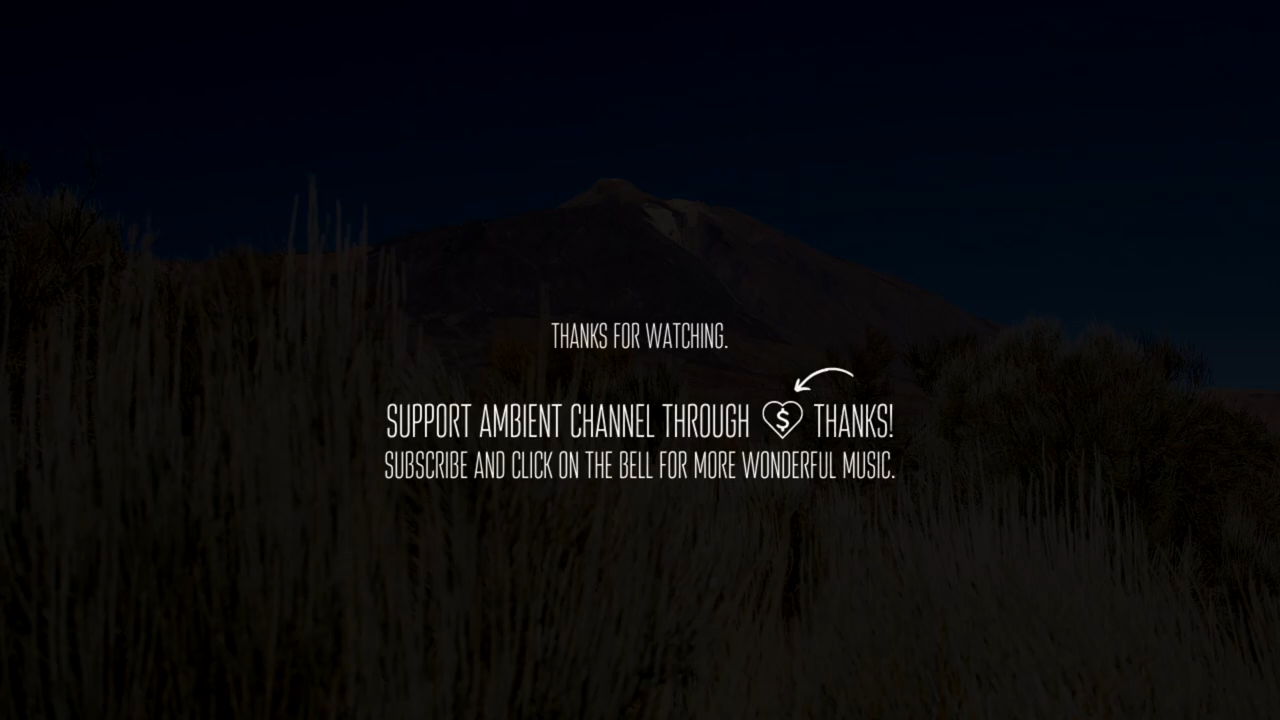 THANKS FOR WATCHING.
SUPPORT AMBIENT CHANNEL THROUGH $ THANKS!
SUBSCRIBE AND CLICK ON THE BELL FOR MORE WONDERFUL MUSIC.